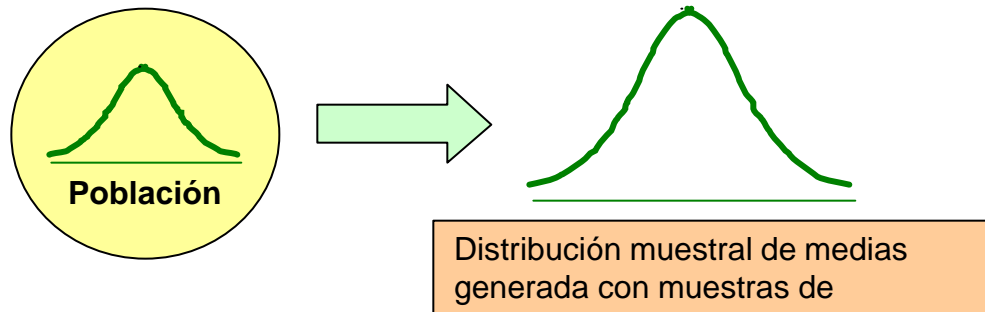 Población
Distribución muestral de medias
generada con muestras de